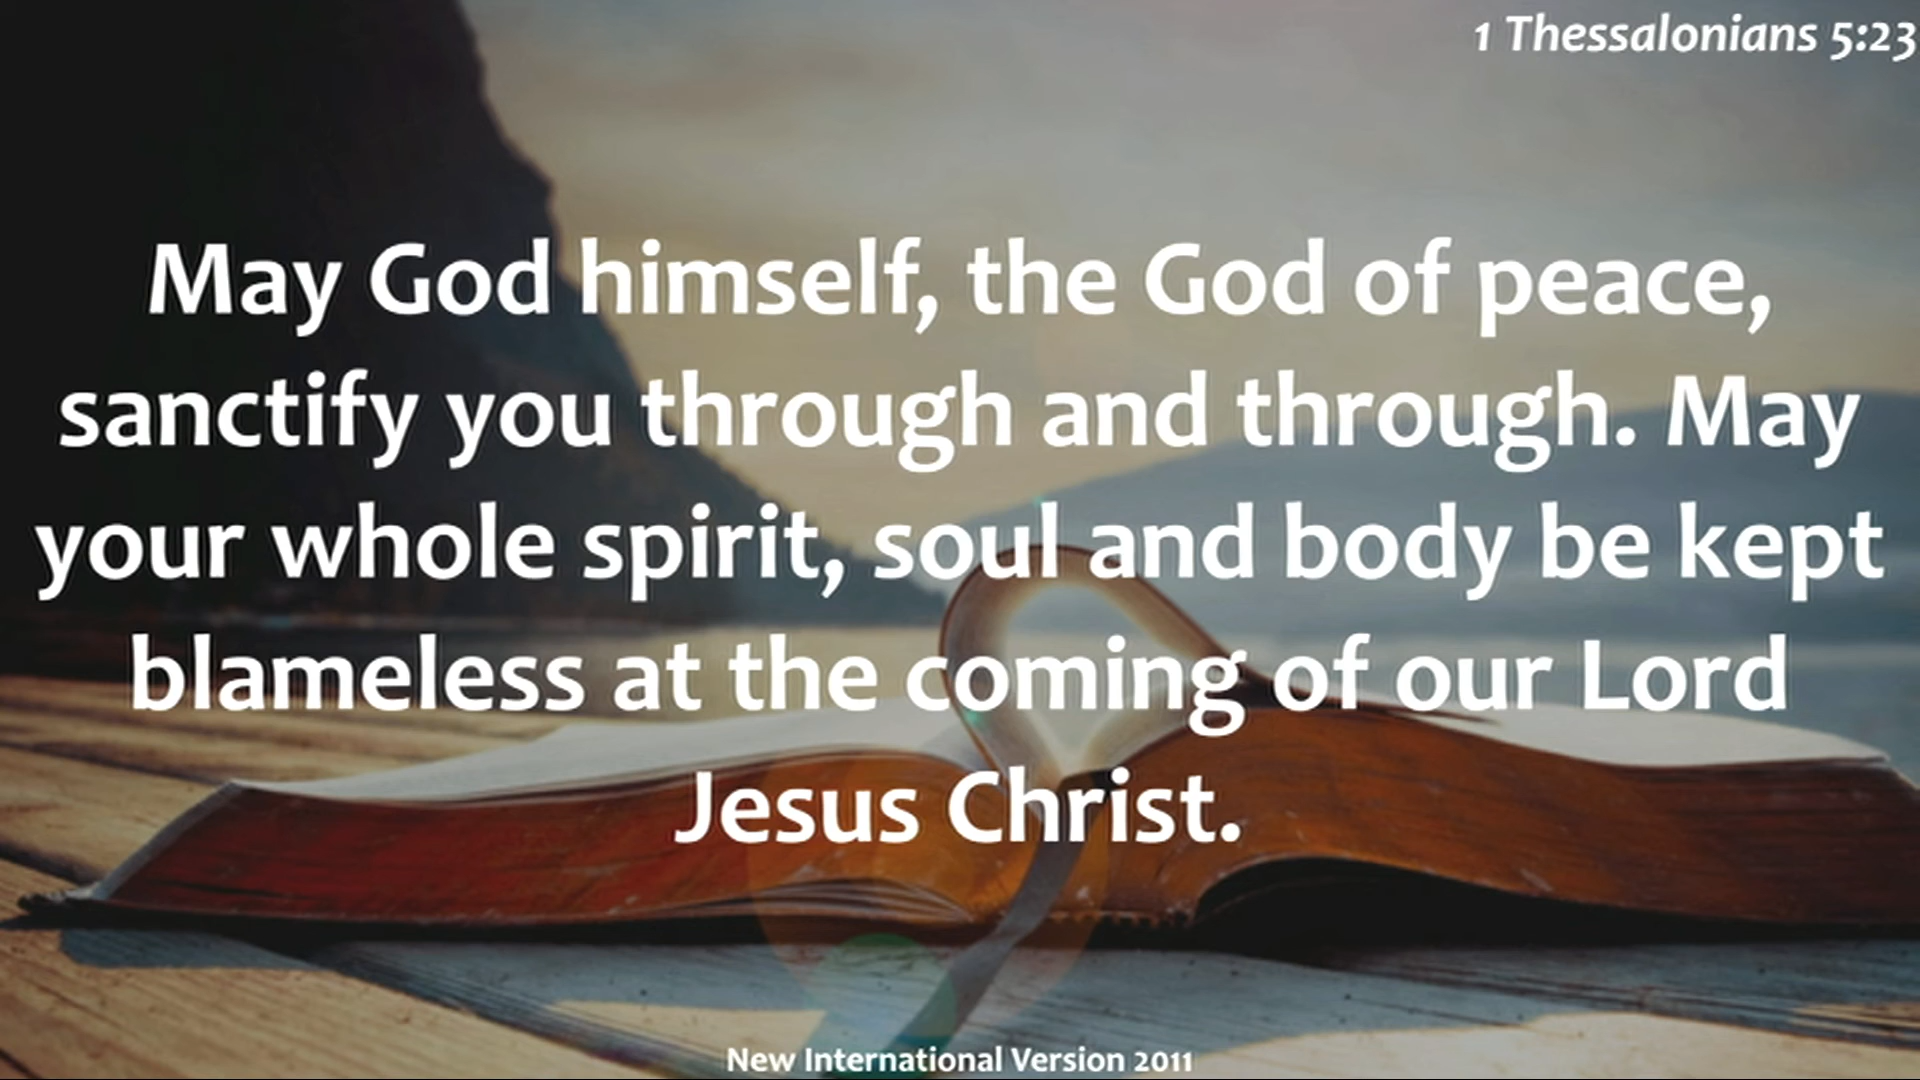 1 Thessalonians 5:23
May God himself, the God of peace,
sanctify you through and through. May
your whole spirit, soul and body be kept
blameless at the coming of our Lord
Jesus Christ.
New International Version 2011